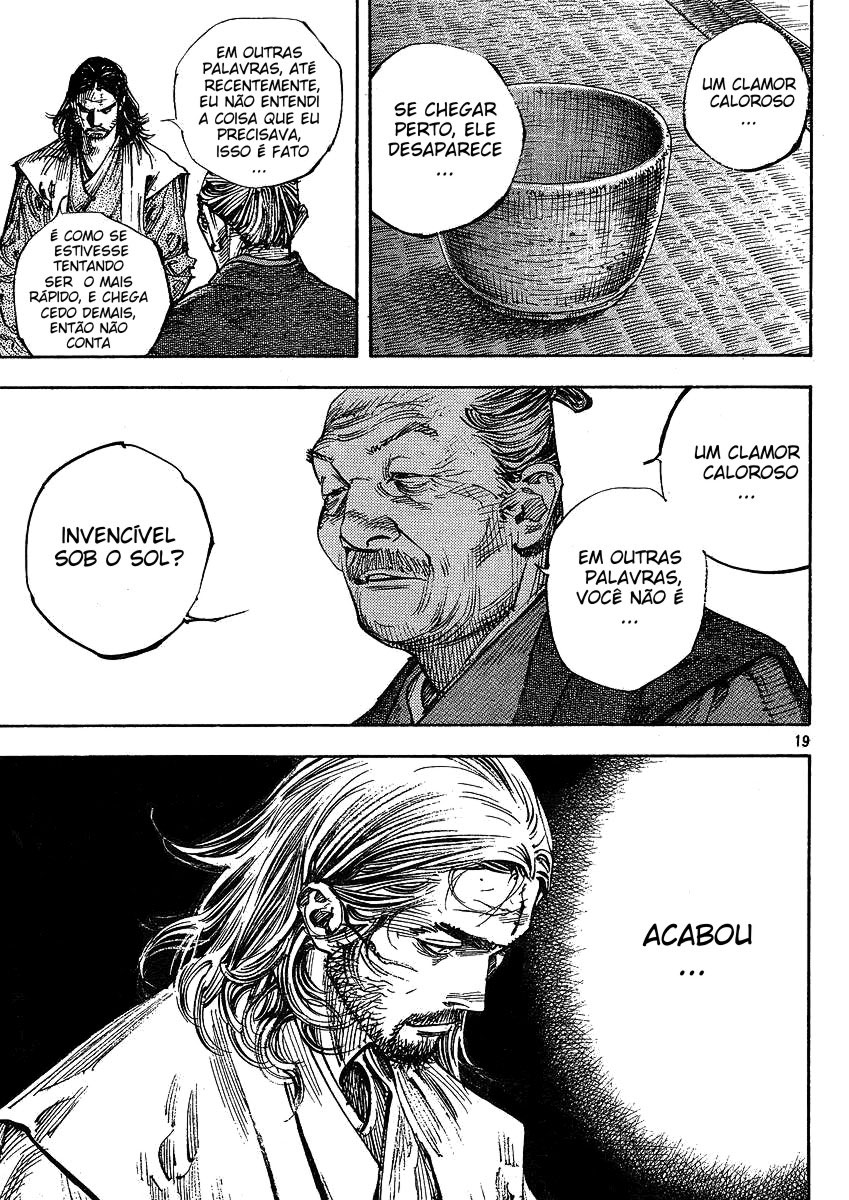 UM CLAMOR
CALOROSO
...
SE CHEGAR
PERTO, ELE
DESAPARECE
...
EM OUTRAS
PALAVRAS, ATÉ
RECENTEMENTE,
EU NÃO ENTENDI
A COISA QUE EU
PRECISAVA,
ISSO É FATO
...
É COMO SE
ESTIVESSE
TENTANDO
SER O MAIS
RÁPIDO, E CHEGA
CEDO DEMAIS,
ENTÃO NÃO
CONTA
UM CLAMOR
CALOROSO
...
EM OUTRAS
PALAVRAS,
VOCÊ NÃO É
...
INVENCÍVEL
SOB O SOL?
19
ACABOU
...